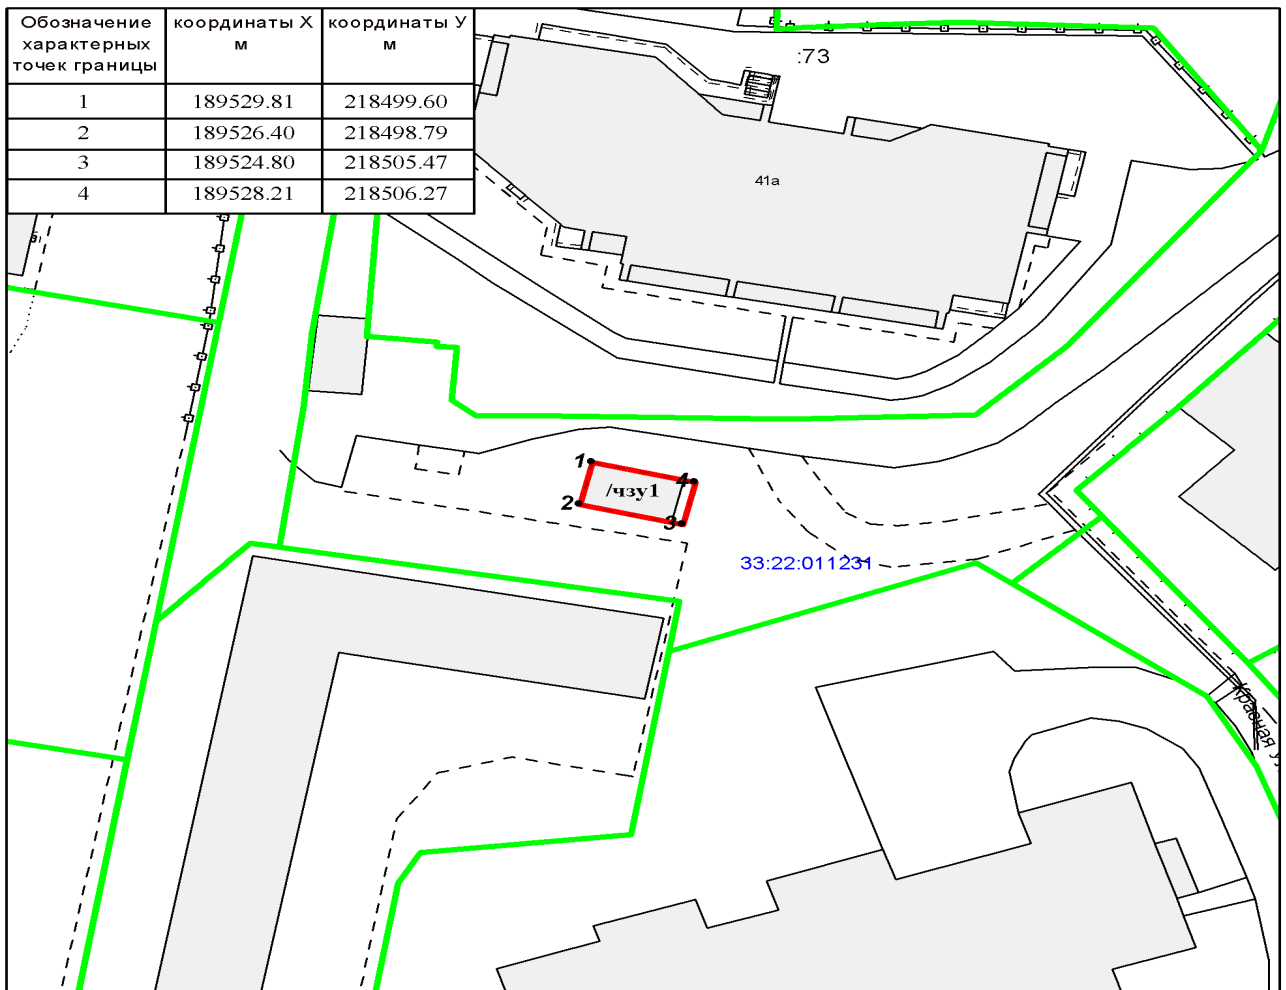 Обозначение характерных точек границы | координаты Х м | координаты У м
1 | 189529.81 | 218499.60
2 | 189526.40 | 218498.79
3 | 189524.80 | 218505.47
4 | 189528.21 | 218506.27
:73
41а
1
4
/чзу1
2
3
33:22:011231
Красная